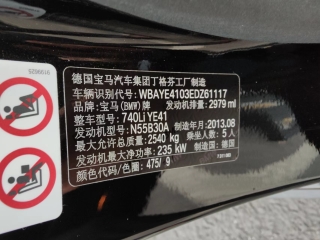 德国宝马汽车集团丁格芬工厂制造
车辆识别代号: WBAYE4103EDZ61117
品牌:宝马(BMW)牌 发动机排量: 2979 ml
整车型号: 740Li YE41
发动机型号: N55B30A 制造年月: 2013.08
最大允许总质量: 2540 kg 乘坐人数: 5 人
发动机最大净功率: 235 kW 制造国: 德国
颜色代号/色: 475/ 9